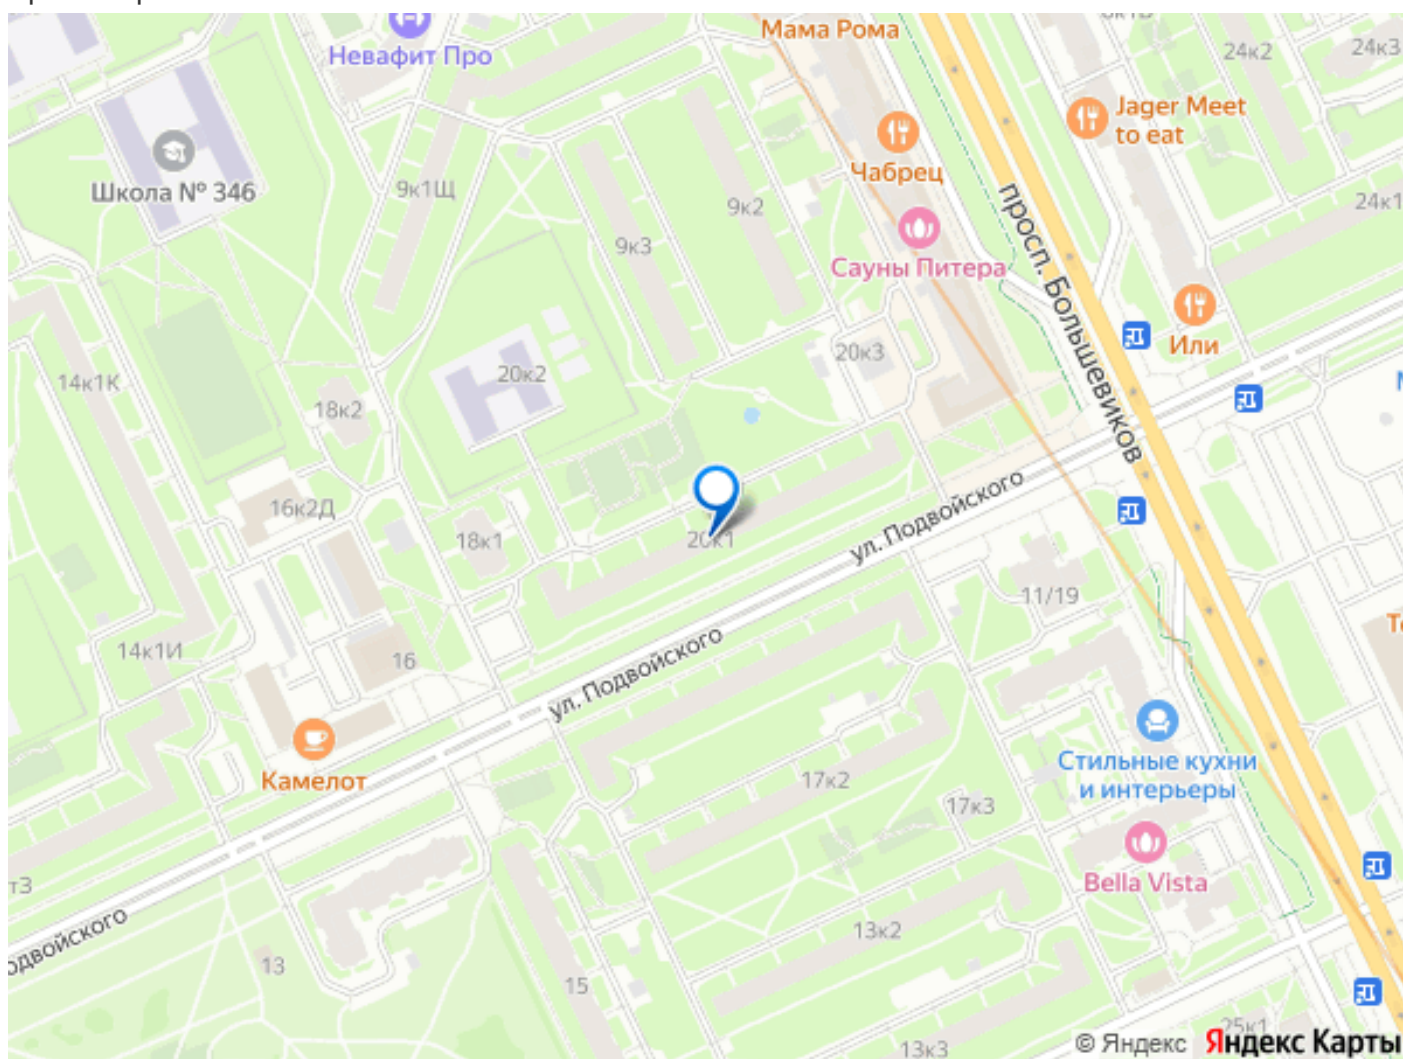 Мама Рома
Невафит Про
24к2
24к3
Jager Meet
to eat
Чабрец
Школа № 346
9к1Щ
9к2
24к1
9к3
Сауны Питера
просп. Большевиков
Или
20к3
14к1К
20к2
18к2
16к2Д
ул. Подвойского
18к1
20к1
11/19
14к1И
16
ул. Подвойского
Камелот
Стильные кухни
и интерьеры
17к2
17к3
Bella Vista
13к2
13
15
25к1
13к3
© Яндекс Яндекс Карты